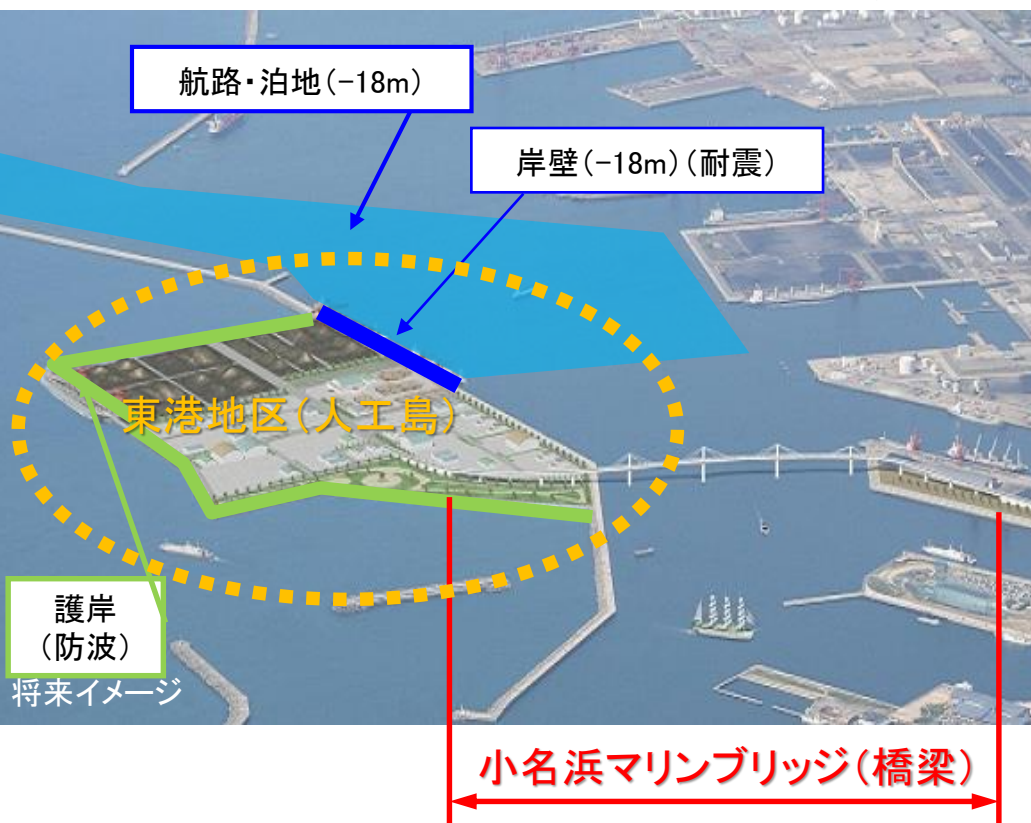 航路・泊地(-18m)
岸壁(-18m)(耐震)
東港地区(人工島)
護岸
(防波)
将来イメージ
小名浜マリンブリッジ(橋梁)